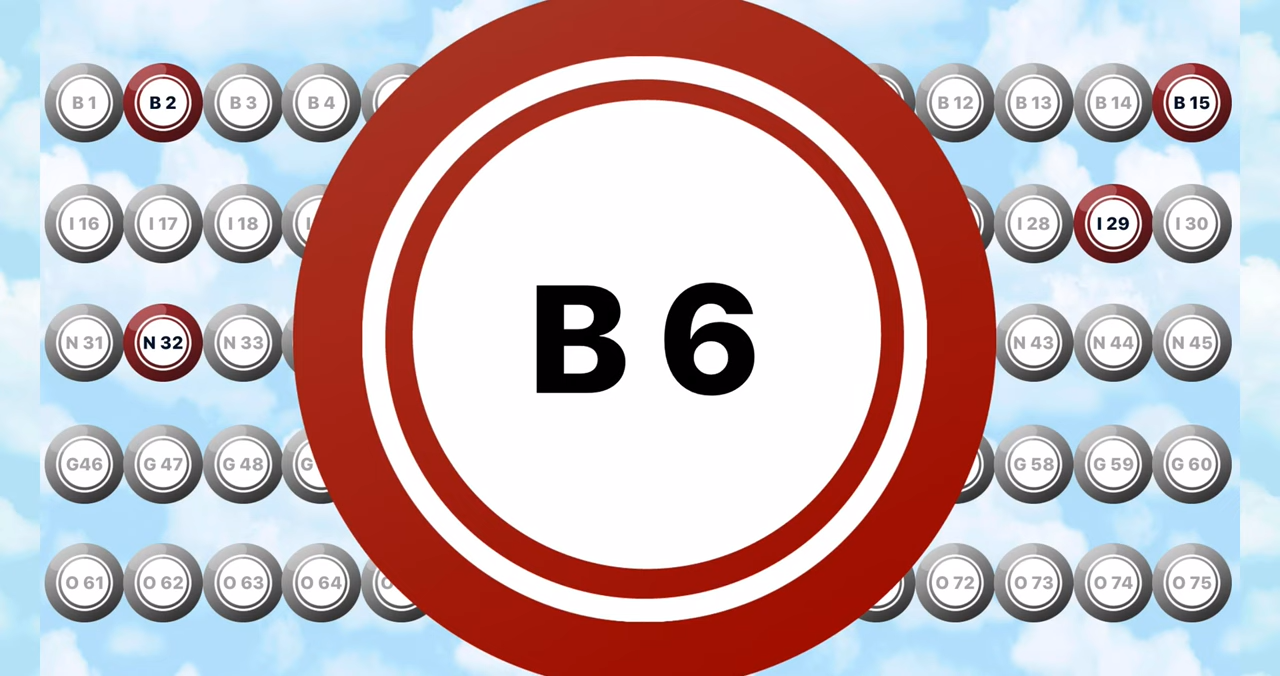 B 1 B 2 B 3 B 4 B 12 B 13 B 14 B 15
I 16 I 17 I 18 I 28 I 29 I 30
B 6
N 31 N 32 N 33 N 43 N 44 N 45
G46 G 47 G 48 G G 58 G 59 G 60
O 61 O 62 O 63 O 64 O 72 O 73 O 74 O 75